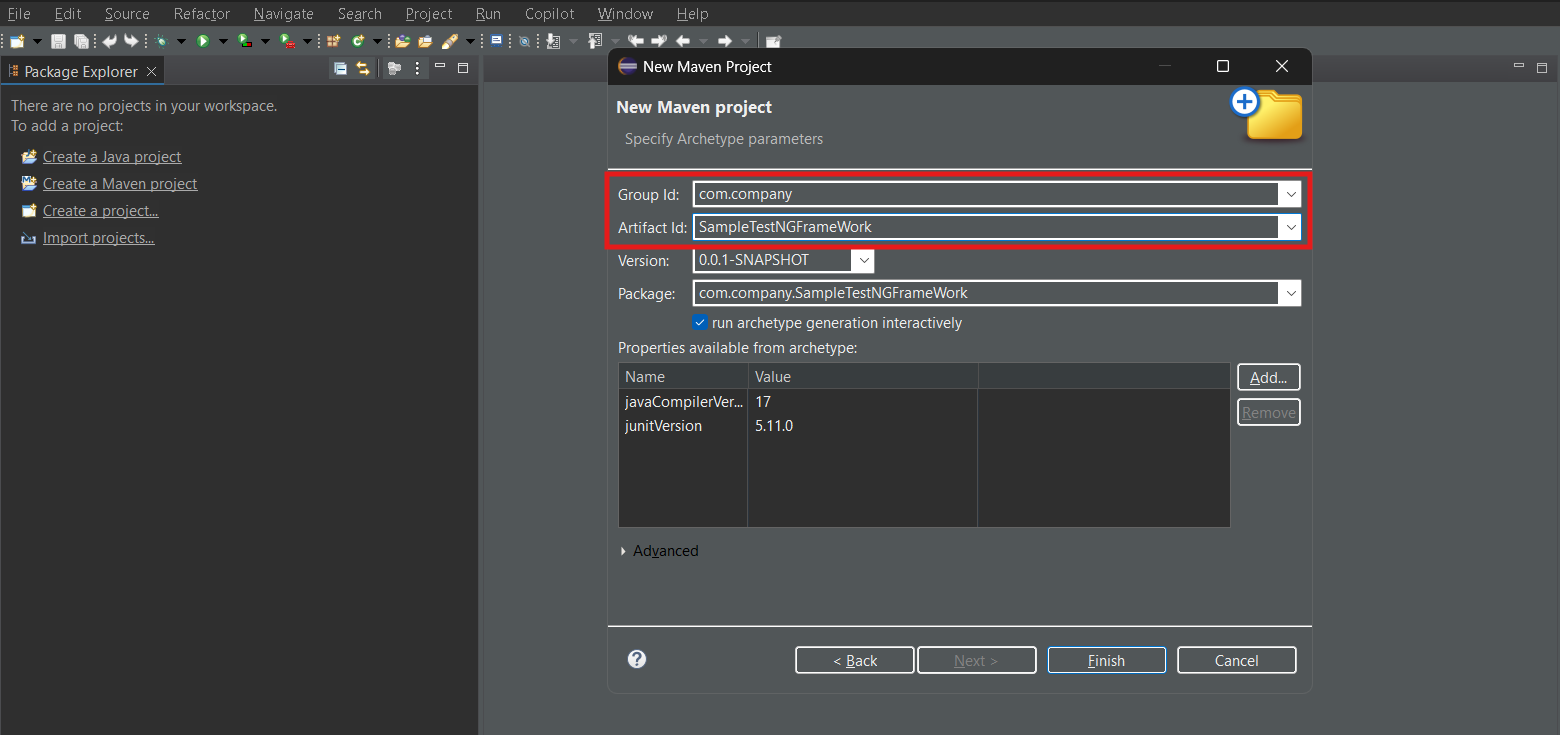 File Edit Source Refactor Navigate Search Project Run Copilot Window Help
Package Explorer
There are no projects in your workspace.
To add a project:
Create a Java project
Create a Maven project
Create a project...
Import projects...
New Maven Project
New Maven project
Specify Archetype parameters
Group Id: com.company
Artifact Id: SampleTestNGFrameWork
Version: 0.0.1-SNAPSHOT
Package: com.company.SampleTestNGFrameWork
run archetype generation interactively
Properties available from archetype:
Name Value
javaCompilerVer... 17
junitVersion 5.11.0
Add...
Remove
Advanced
< Back Next > Finish Cancel